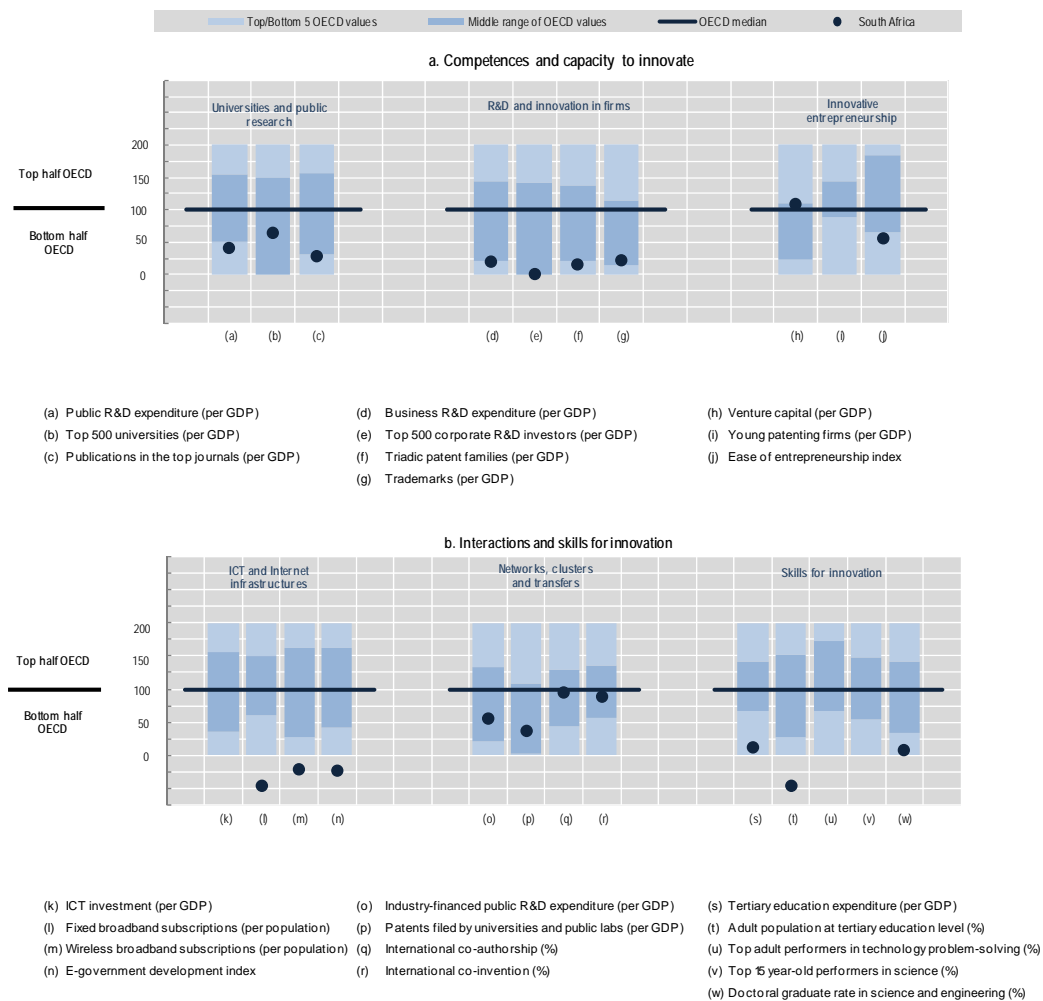 Top/Bottom 5 OECD values Middle range of OECD values OECD median South Africa
a. Competences and capacity to innovate
Universities and public
research
R&D and innovation in firms
Innovative
entrepreneurship
200
150
100
50
0
Top half OECD
Bottom half
OECD
(a) (b) (c) (d) (e) (f) (g) (h) (i) (j)
(a) Public R&D expenditure (per GDP)
(b) Top 500 universities (per GDP)
(c) Publications in the top journals (per GDP)
(d) Business R&D expenditure (per GDP)
(e) Top 500 corporate R&D investors (per GDP)
(f) Triadic patent families (per GDP)
(g) Trademarks (per GDP)
(h) Venture capital (per GDP)
(i) Young patenting firms (per GDP)
(j) Ease of entrepreneurship index
b. Interactions and skills for innovation
ICT and Internet
infrastructures
Networks, clusters
and transfers
Skills for innovation
200
150
100
50
0
Top half OECD
Bottom half
OECD
(k) (l) (m) (n) (o) (p) (q) (r) (s) (t) (u) (v) (w)
(k) ICT investment (per GDP)
(l) Fixed broadband subscriptions (per population)
(m) Wireless broadband subscriptions (per population)
(n) E-government development index
(o) Industry-financed public R&D expenditure (per GDP)
(p) Patents filed by universities and public labs (per GDP)
(q) International co-authorship (%)
(r) International co-invention (%)
(s) Tertiary education expenditure (per GDP)
(t) Adult population at tertiary education level (%)
(u) Top adult performers in technology problem-solving (%)
(v) Top 15 year-old performers in science (%)
(w) Doctoral graduate rate in science and engineering (%)